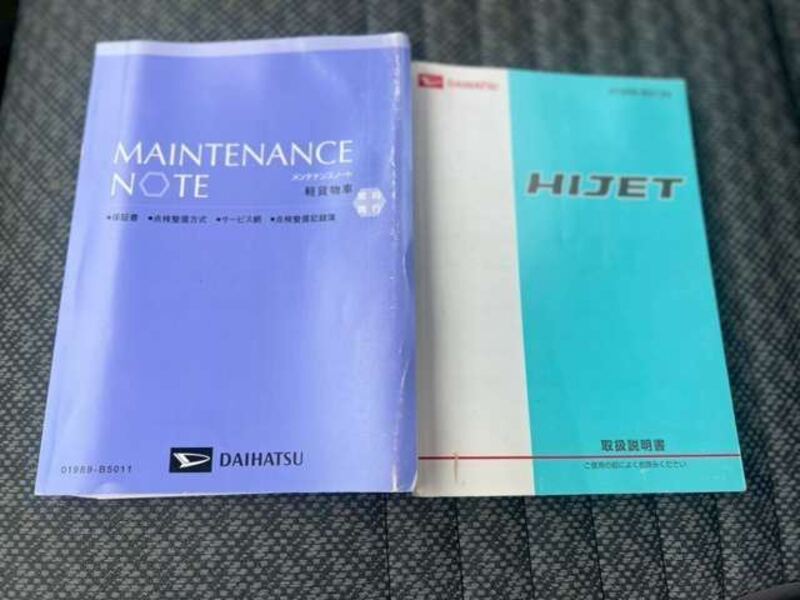 MAINTENANCE
NOTE
メンテナンスノート
軽貨物車
●保証書 ●点検整備方式 ●サービス網 ●点検整備記録簿
01989-B5011
DAIHATSU
DAIHATSU
HIJET
取扱説明書
ご使用の前によくお読みください